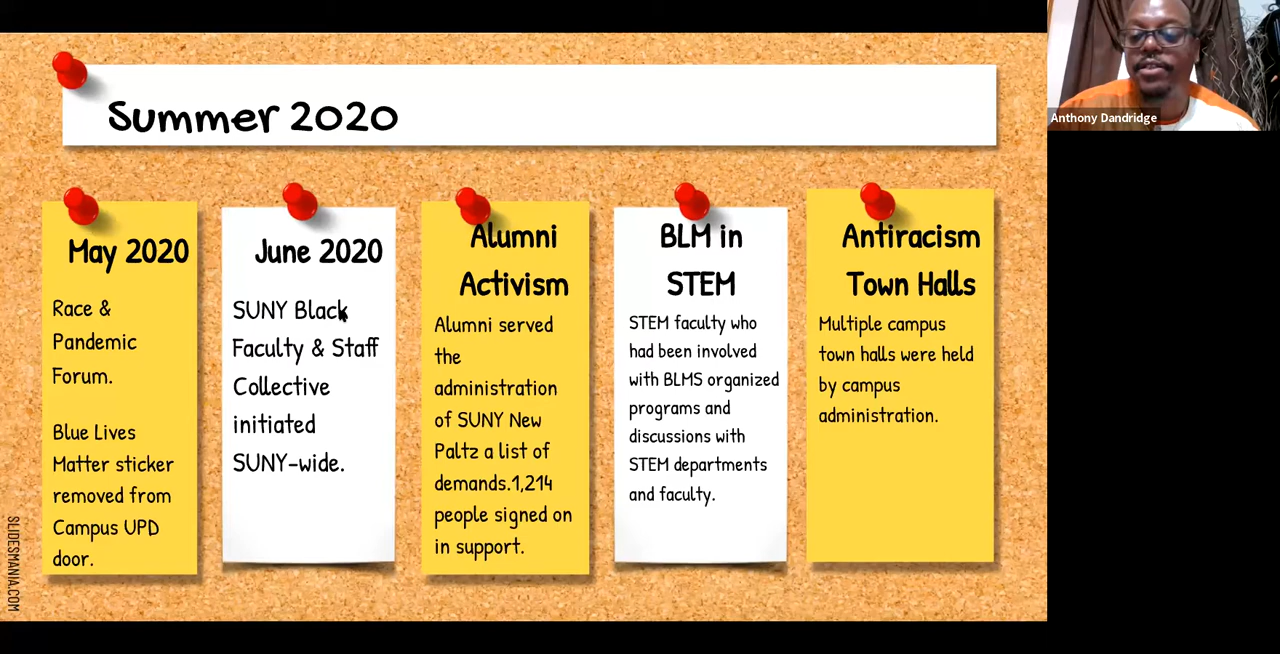 Summer 2020
May 2020
Race &
Pandemic
Forum.
Blue Lives
Matter sticker
removed from
Campus UPD
door.
June 2020
SUNY Black
Faculty & Staff
Collective
initiated
SUNY-wide.
Alumni
Activism
Alumni served
the
administration
of SUNY New
Paltz a list of
demands.1,214
people signed on
in support.
BLM in
STEM
STEM faculty who
had been involved
with BLMS organized
programs and
discussions with
STEM departments
and faculty.
Antiracism
Town Halls
Multiple campus
town halls were held
by campus
administration.
SLIDESMANIA.COM
Anthony Dandridge